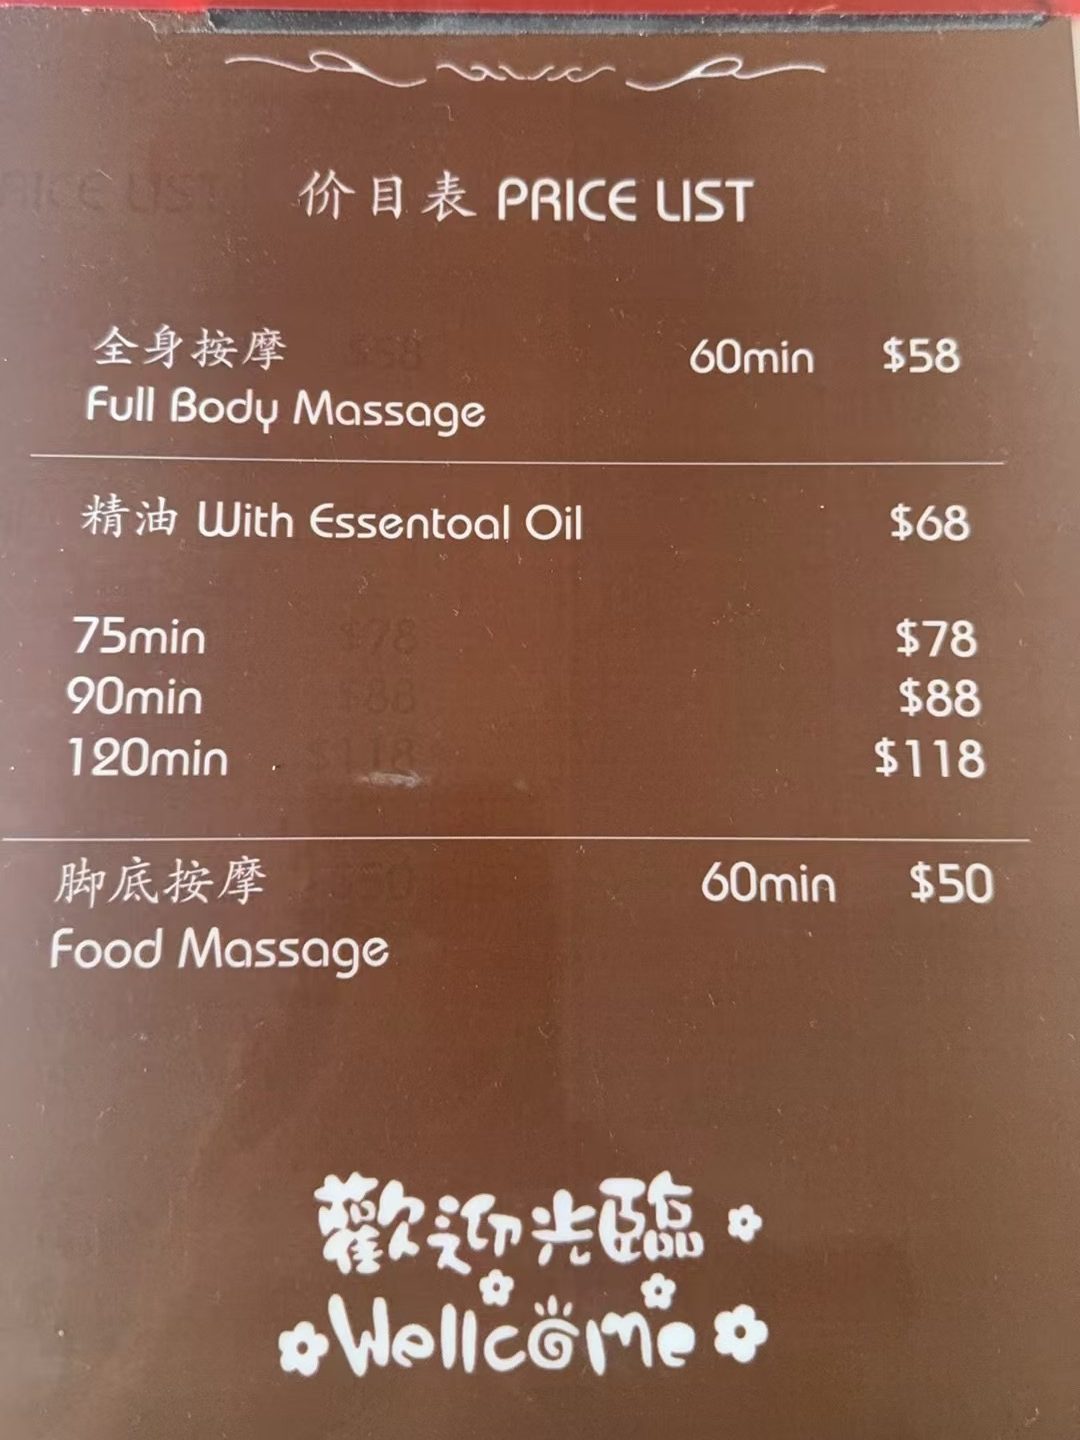 价目表 PRICE LIST
全身按摩 60min $58
Full Body Massage
精油 With Essentoal Oil $68
75min $78
90min $88
120min $118
脚底按摩 60min $50
Food Massage
歡迎光臨
Wellcome